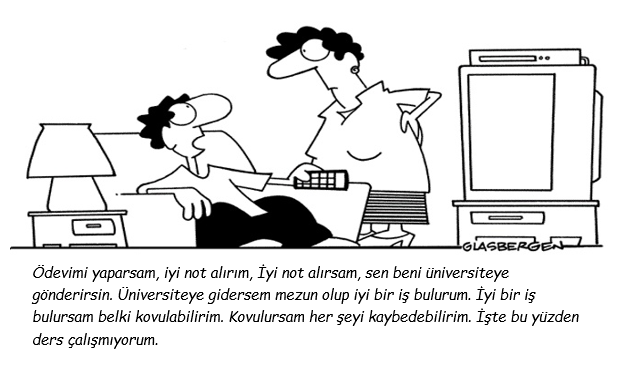 GLASBERGEN
Ödevimi yaparsam, iyi not alırım, İyi not alırsam, sen beni üniversiteye
gönderirsin. Üniversiteye gidersem mezun olup iyi bir iş bulurum. İyi bir iş
bulursam belki kovulabilirim. Kovulursam her şeyi kaybedebilirim. İşte bu yüzden
ders çalışmıyorum.